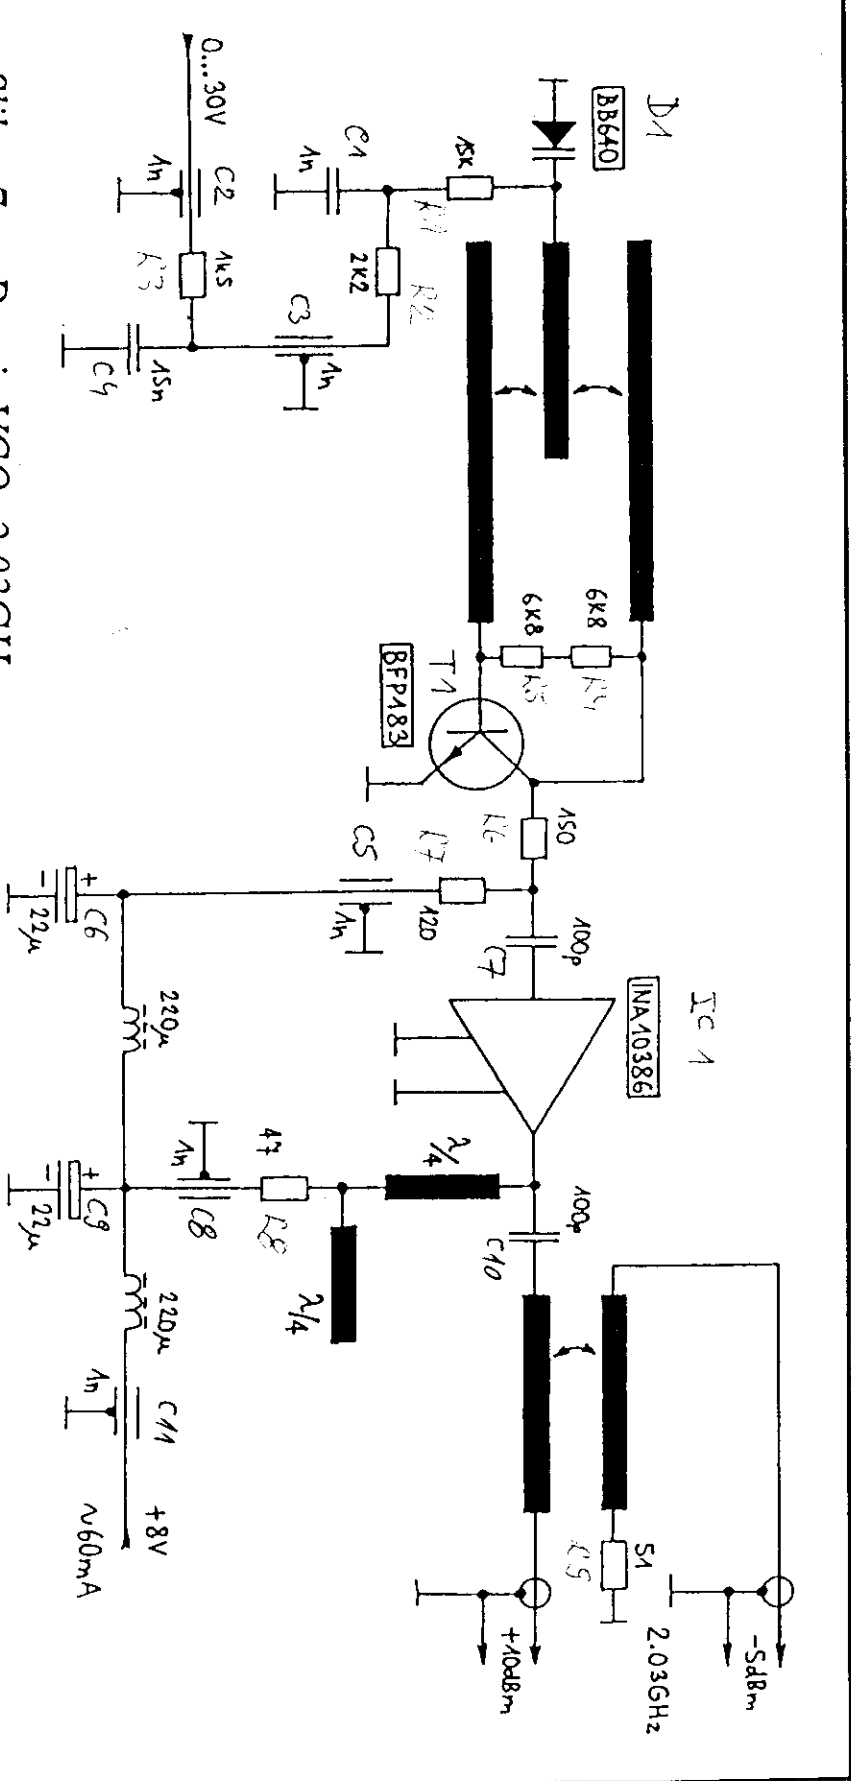 D1
BB640
0...30V
C2
1n
1k5
R3
C1
1n
15K
R1
2K2
R2
C3
1n
C4
15n
6K8
R4
6K8
R5
T1
BFP183
150
R6
R7
120
C5
1n
C6
+
-
22µ
220µ
100p
C7
IC 1
INA10386
λ/4
λ/4
47
R8
C8
1n
C9
+
-
22µ
220µ
100p
C10
C11
1n
+8V
~60mA
51
R9
-5dBm
2.03GHz
+10dBm